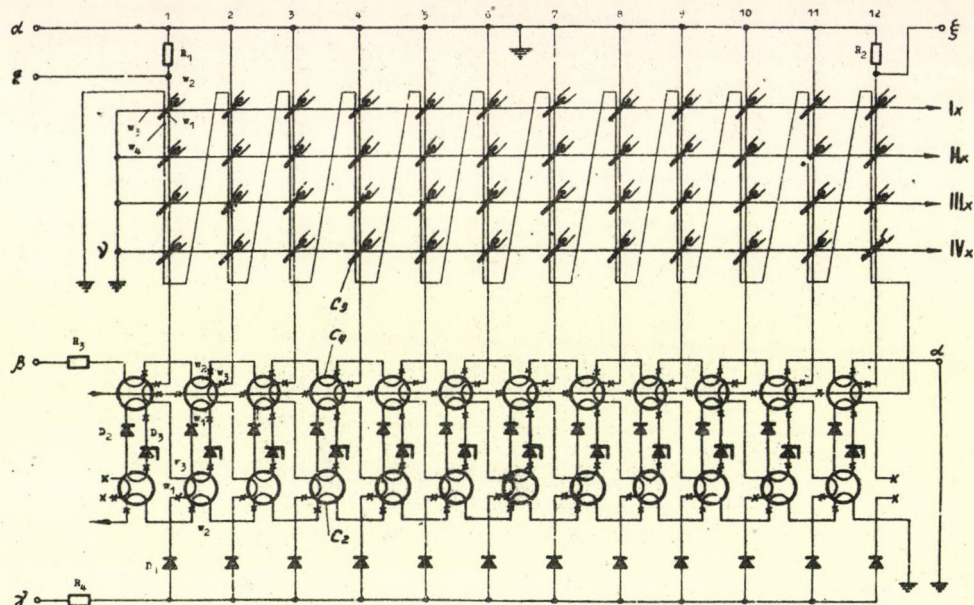 1 2 3 4 5 6 7 8 9 10 11 12
α ξ
R₁ R₂
w₂
w₃ w₁ Ix
w₄
IIx
IIIx
IVx
C₃
R₃ C₄
β α
w₂ w₃
w₁
D₂ D₃
w₃
w₁
w₂ C₂
D₁
R₄